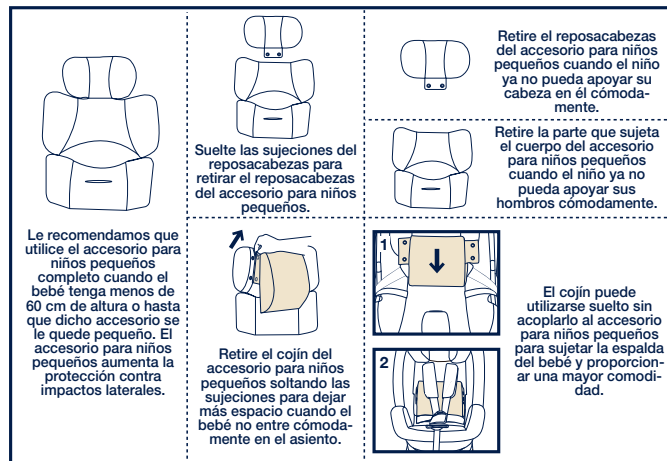 Le recomendamos que
utilice el accesorio para
niños pequeños
completo cuando el
bebé tenga menos de
60 cm de altura o hasta
que dicho accesorio se
le quede pequeño. El
accesorio para niños
pequeños aumenta la
protección contra
impactos laterales.
Suelte las sujeciones del
reposacabezas para
retirar el reposacabezas
del accesorio para niños
pequeños.
Retire el cojín del
accesorio para niños
pequeños soltando las
sujeciones para dejar
más espacio cuando el
bebé no entre cómoda-
mente en el asiento.
Retire el reposacabezas
del accesorio para niños
pequeños cuando el niño
ya no pueda apoyar su
cabeza en él cómoda-
mente.
Retire la parte que sujeta
el cuerpo del accesorio
para niños pequeños
cuando el niño ya no
pueda apoyar sus
hombros cómodamente.
1
2
El cojín puede
utilizarse suelto sin
acoplarlo al accesorio
para niños pequeños
para sujetar la espalda
del bebé y proporcion-
ar una mayor comodi-
dad.